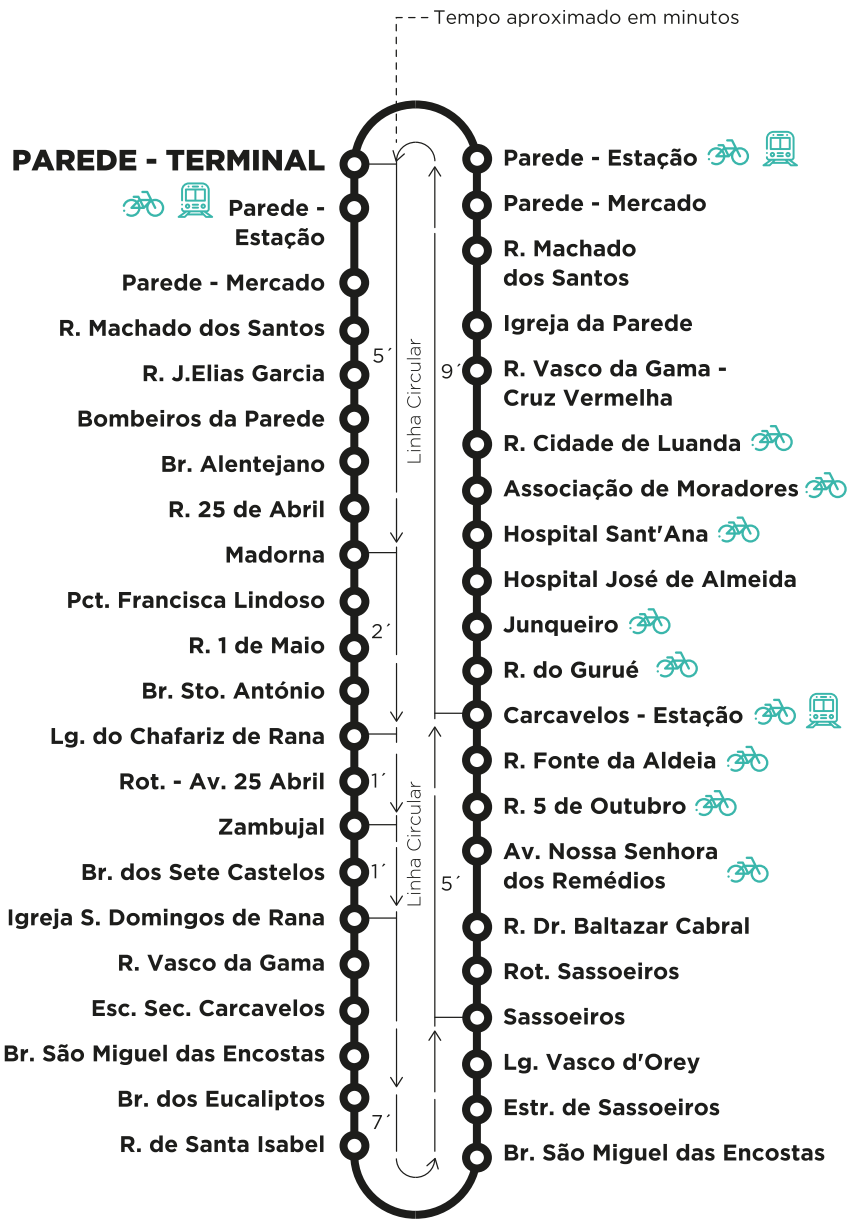 Tempo aproximado em minutos
PAREDE - TERMINAL
Parede -
Estação
Parede - Mercado
R. Machado dos Santos
R. J.Elias Garcia
Bombeiros da Parede
Br. Alentejano
R. 25 de Abril
Madorna
Pct. Francisca Lindoso
R. 1 de Maio
Br. Sto. António
Lg. do Chafariz de Rana
Rot. - Av. 25 Abril
Zambujal
Br. dos Sete Castelos
Igreja S. Domingos de Rana
R. Vasco da Gama
Esc. Sec. Carcavelos
Br. São Miguel das Encostas
Br. dos Eucaliptos
R. de Santa Isabel
5´
2´
1´
1´
7´
Linha Circular
Linha Circular
9´
5´
Parede - Estação
Parede - Mercado
R. Machado
dos Santos
Igreja da Parede
R. Vasco da Gama -
Cruz Vermelha
R. Cidade de Luanda
Associação de Moradores
Hospital Sant'Ana
Hospital José de Almeida
Junqueiro
R. do Gurué
Carcavelos - Estação
R. Fonte da Aldeia
R. 5 de Outubro
Av. Nossa Senhora
dos Remédios
R. Dr. Baltazar Cabral
Rot. Sassoeiros
Sassoeiros
Lg. Vasco d'Orey
Estr. de Sassoeiros
Br. São Miguel das Encostas